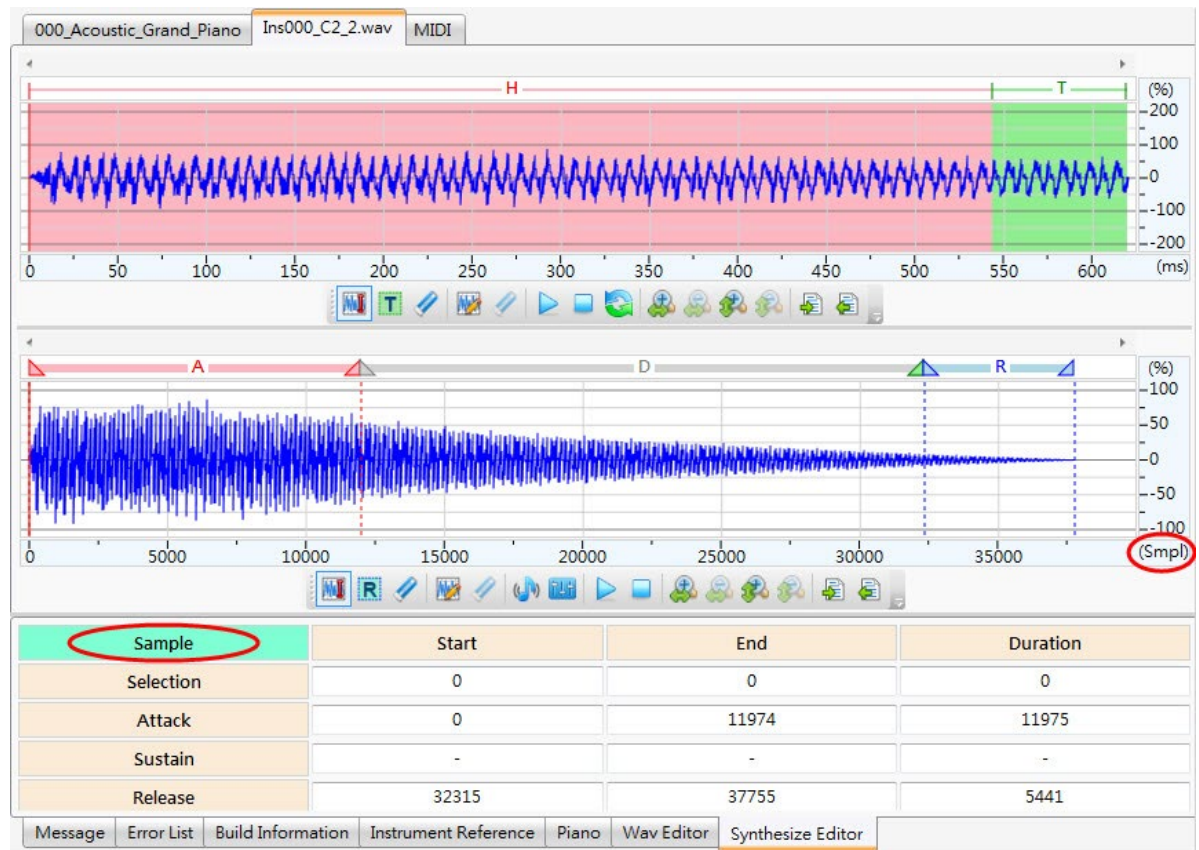 000_Acoustic_Grand_Piano Ins000_C2_2.wav MIDI
H T (%)
200
100
0
-100
-200
0 50 100 150 200 250 300 350 400 450 500 550 600 (ms)
T
A D R (%)
100
50
0
-50
-100
0 5000 10000 15000 20000 25000 30000 35000 (Smpl)
R
Sample Start End Duration
Selection 0 0 0
Attack 0 11974 11975
Sustain - - -
Release 32315 37755 5441
Message Error List Build Information Instrument Reference Piano Wav Editor Synthesize Editor